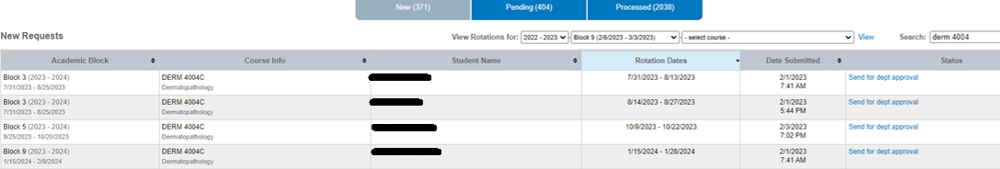 New (371) Pending (404) Processed (2038)
New Requests View Rotations for: 2022 - 2023 - Block 9 (2/6/2023 - 3/3/2023) - - select course - View Search: derm 4004
Academic Block Course Info Student Name Rotation Dates Date Submitted Status
Block 3 (2023 - 2024) DERM 4004C 7/31/2023 - 8/13/2023 2/1/2023 Send for dept approval
7/31/2023 - 8/25/2023 Dermatopathology 7:41 AM
Block 3 (2023 - 2024) DERM 4004C 8/14/2023 - 8/27/2023 2/1/2023 Send for dept approval
7/31/2023 - 8/25/2023 Dermatopathology 5:44 PM
Block 5 (2023 - 2024) DERM 4004C 10/9/2023 - 10/22/2023 2/3/2023 Send for dept approval
9/25/2023 - 10/20/2023 Dermatopathology 7:02 PM
Block 9 (2023 - 2024) DERM 4004C 1/15/2024 - 1/28/2024 2/1/2023 Send for dept approval
1/15/2024 - 2/9/2024 Dermatopathology 7:41 AM